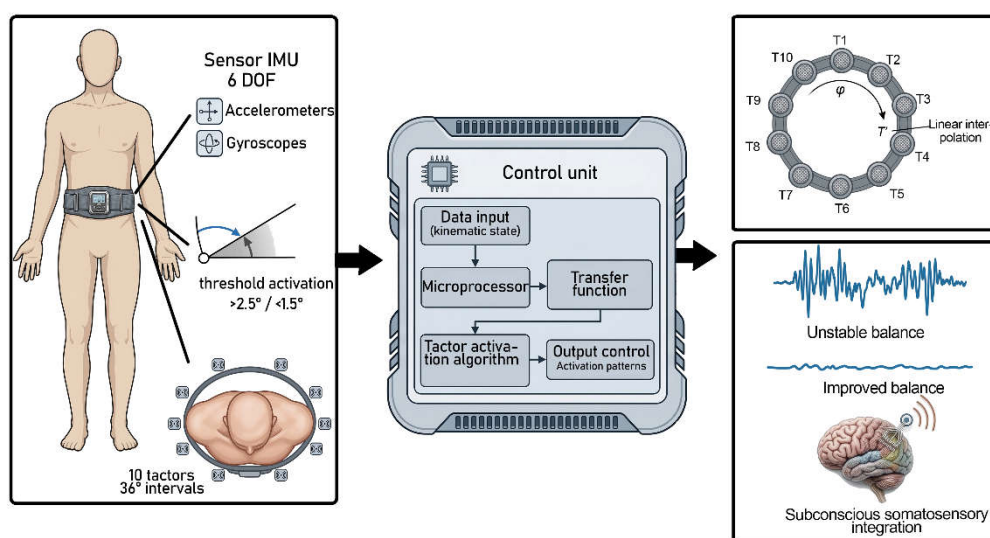 Sensor IMU
6 DOF
Accelerometers
Gyroscopes
threshold activation
>2.5° / <1.5°
10 tactors
36° intervals
Control unit
Data input
(kinematic state)
Microprocessor
Transfer
function
Tactor activa-
tion algorithm
Output control
Activation patterns
T1
T10
T2
T9
φ
T3
T'
Linear inter-
polation
T8
T4
T7
T5
T6
Unstable balance
Improved balance
Subconscious somatosensory
integration